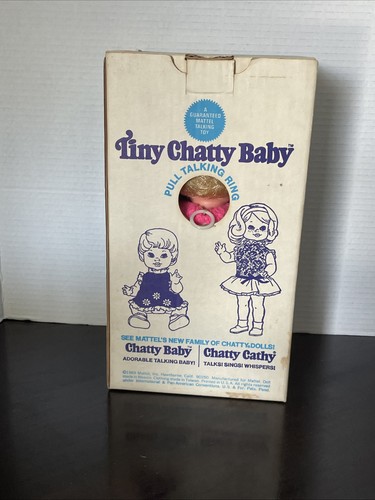 A
GUARANTEED
MATTEL
TALKING
TOY
Tiny Chatty Baby™
PULL TALKING RING
SEE MATTEL'S NEW FAMILY OF CHATTY DOLLS!
Chatty Baby
ADORABLE TALKING BABY!
Chatty Cathy
TALKS! SINGS! WHISPERS!